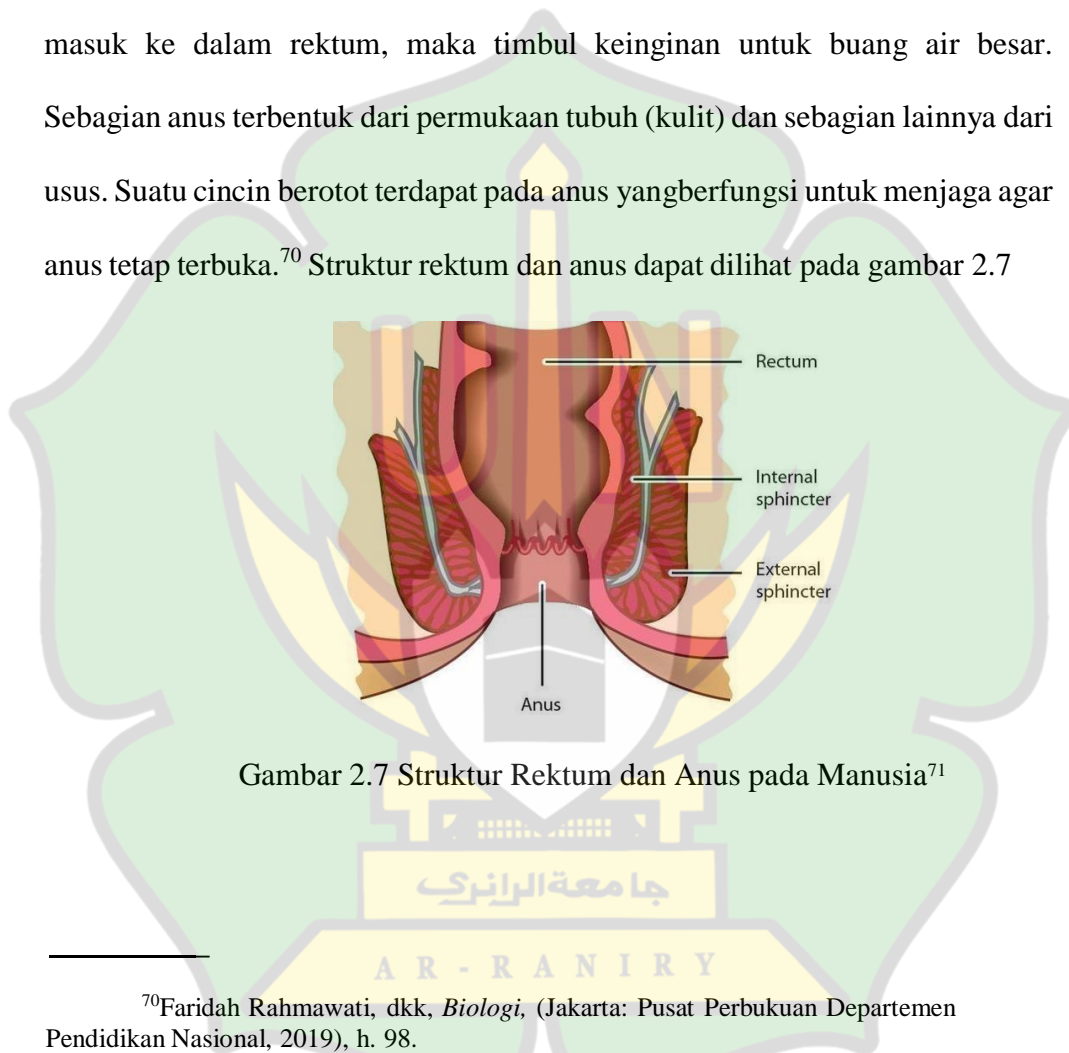 masuk ke dalam rektum, maka timbul keinginan untuk buang air besar.
Sebagian anus terbentuk dari permukaan tubuh (kulit) dan sebagian lainnya dari
usus. Suatu cincin berotot terdapat pada anus yangberfungsi untuk menjaga agar
anus tetap terbuka.⁷⁰ Struktur rektum dan anus dapat dilihat pada gambar 2.7
UIN
Rectum
Internal
sphincter
External
sphincter
Anus
Gambar 2.7 Struktur Rektum dan Anus pada Manusia⁷¹
جامعة الرانري
AR-RANIRY
⁷⁰Faridah Rahmawati, dkk, Biologi, (Jakarta: Pusat Perbukuan Departemen
Pendidikan Nasional, 2019), h. 98.